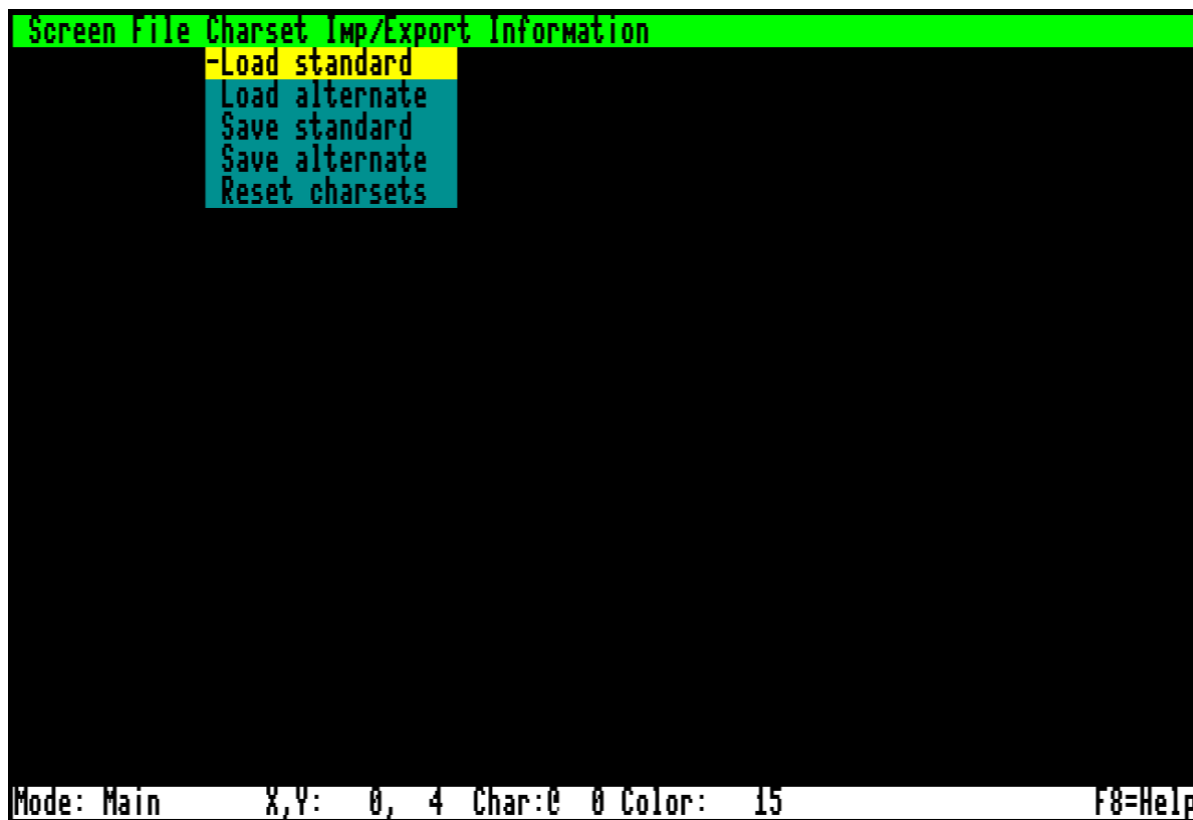 Screen File Charset Imp/Export Information
-Load standard
Load alternate
Save standard
Save alternate
Reset charsets
Mode: Main X,Y: 0, 4 Char:@ 0 Color: 15 F8=Help